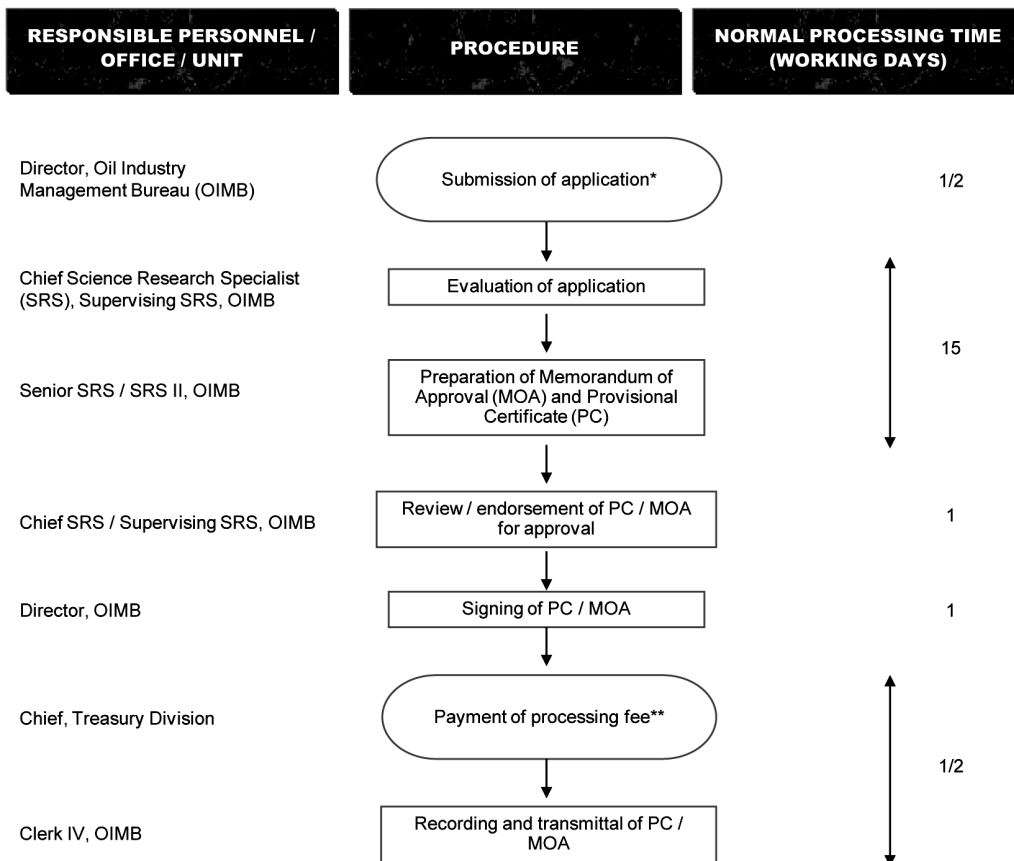 RESPONSIBLE PERSONNEL /
OFFICE / UNIT
PROCEDURE
NORMAL PROCESSING TIME
(WORKING DAYS)
Director, Oil Industry
Management Bureau (OIMB)
Submission of application*
1/2
Chief Science Research Specialist
(SRS), Supervising SRS, OIMB
Evaluation of application
15
Senior SRS / SRS II, OIMB
Preparation of Memorandum of
Approval (MOA) and Provisional
Certificate (PC)
Chief SRS / Supervising SRS, OIMB
Review / endorsement of PC / MOA
for approval
1
Director, OIMB
Signing of PC / MOA
1
Chief, Treasury Division
Payment of processing fee**
1/2
Clerk IV, OIMB
Recording and transmittal of PC /
MOA